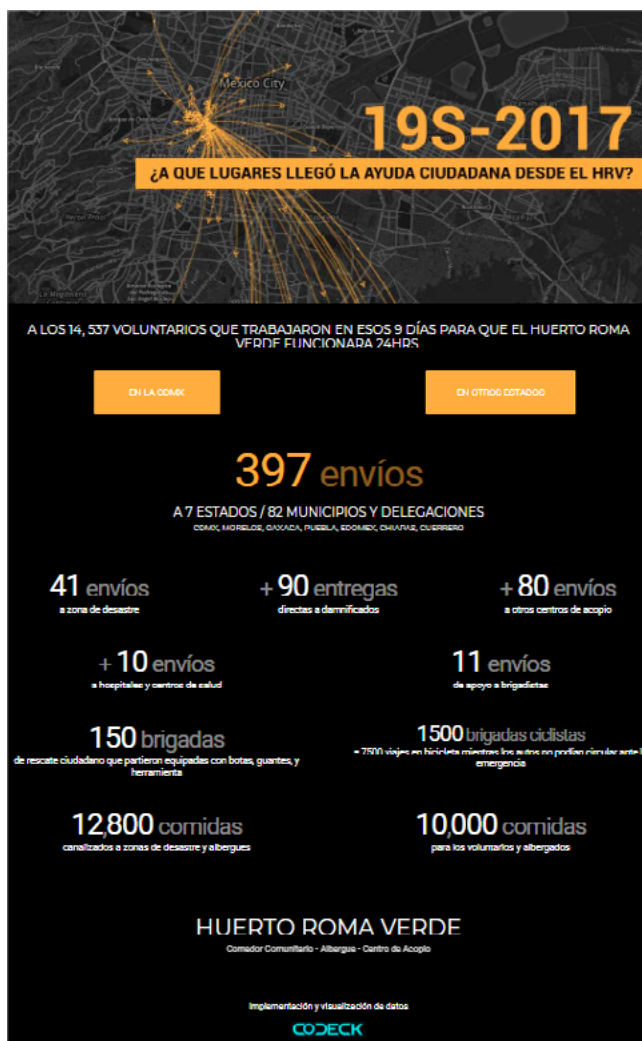 Mexico City
19S-2017
¿A QUE LUGARES LLEGÓ LA AYUDA CIUDADANA DESDE EL HRV?
A LOS 14, 537 VOLUNTARIOS QUE TRABAJARON EN ESOS 9 DÍAS PARA QUE EL HUERTO ROMA
VERDE FUNCIONARA 24HRS
EN LA CDMX
EN OTROS ESTADOS
397 envíos
A 7 ESTADOS / 82 MUNICIPIOS Y DELEGACIONES
CDMX, MORELOS, OAXACA, PUEBLA, EDOMEX, CHIAPAS, GUERRERO
41 envíos
a zona de desastre
+ 90 entregas
directas a damnificados
+ 80 envíos
a otros centros de acopio
+ 10 envíos
a hospitales y centros de salud
11 envíos
de apoyo a brigadistas
150 brigadas
de rescate ciudadano que partieron equipadas con botas, guantes, y
herramienta
1500 brigadas ciclistas
= 7500 viajes en bicicleta mientras los autos no podían circular ante l
emergencia
12,800 comidas
canalizados a zonas de desastre y albergues
10,000 comidas
para los voluntarios y albergados
HUERTO ROMA VERDE
Comedor Comunitario - Albergue - Centro de Acopio
Implementación y visualización de datos
CODECK